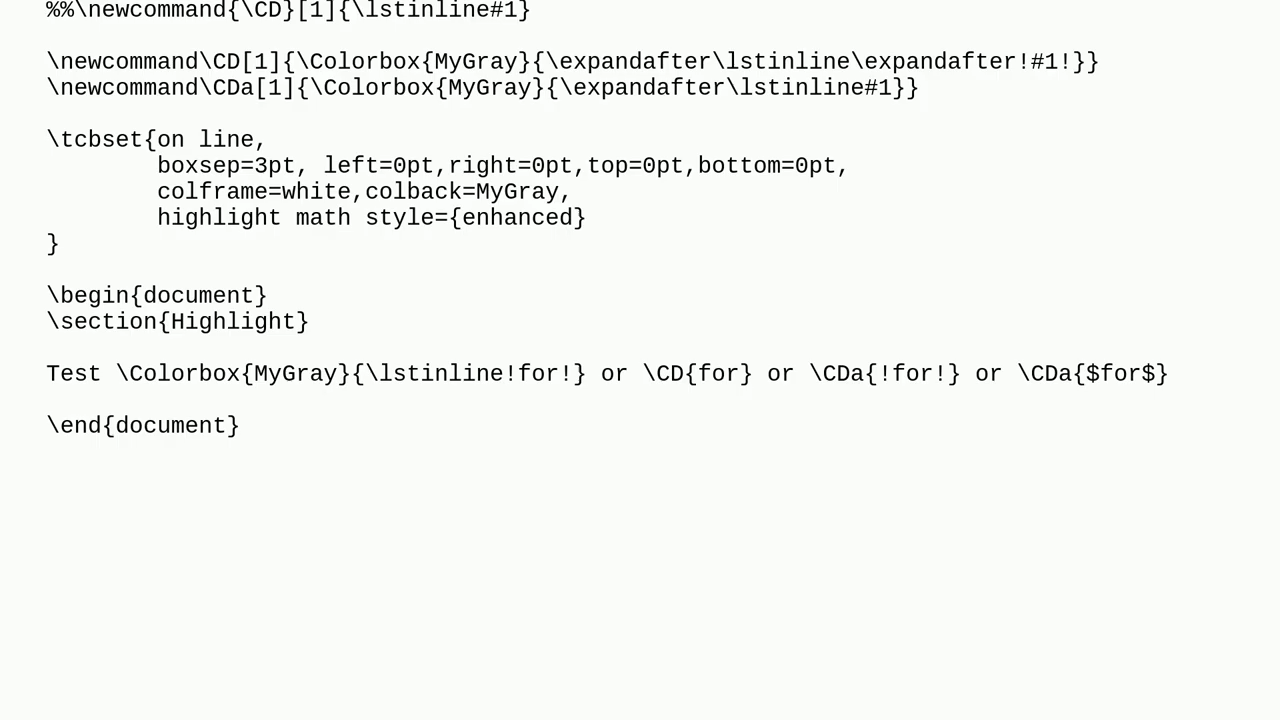 %%\newcommand{\CD}[1]{\lstinline#1}
\newcommand\CD[1]{\Colorbox{MyGray}{\expandafter\lstinline\expandafter!#1!}}
\newcommand\CDa[1]{\Colorbox{MyGray}{\expandafter\lstinline#1}}
\tcbset{on line,
        boxsep=3pt, left=0pt,right=0pt,top=0pt,bottom=0pt,
        colframe=white,colback=MyGray,
        highlight math style={enhanced}
}
\begin{document}
\section{Highlight}
Test \Colorbox{MyGray}{\lstinline!for!} or \CD{for} or \CDa{!for!} or \CDa{$for$}
\end{document}